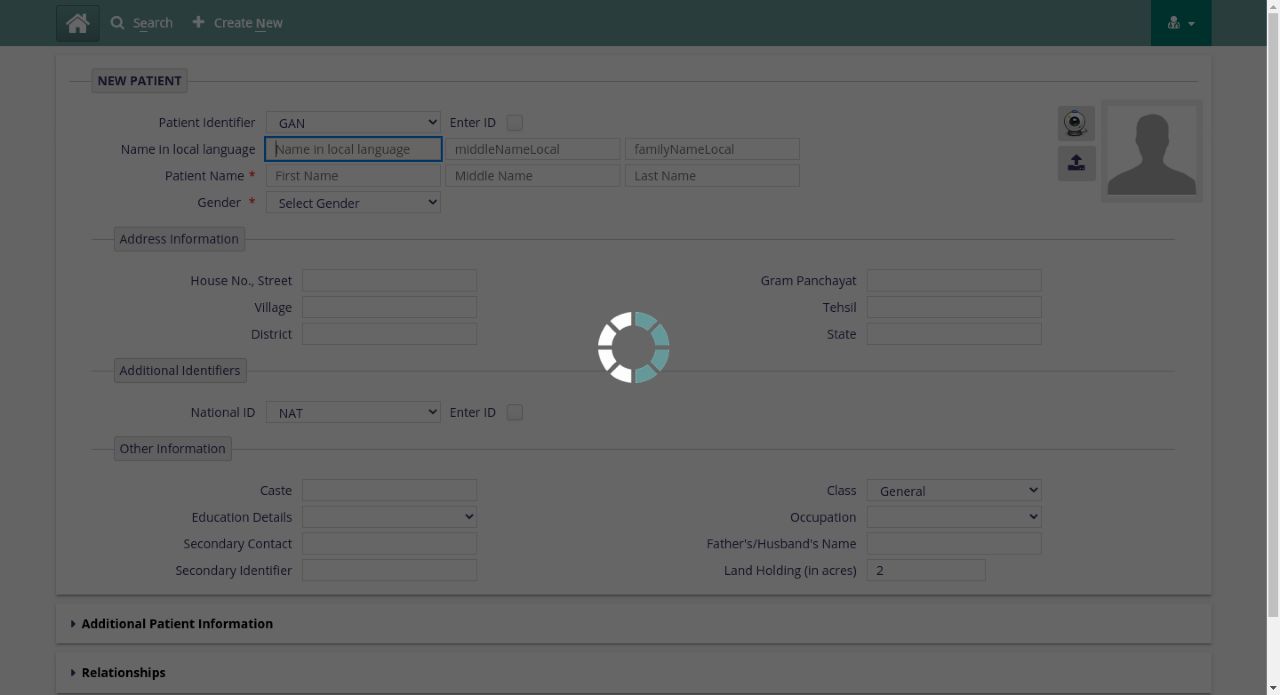 Search Create New
NEW PATIENT
Patient Identifier GAN Enter ID
Name in local language Name in local language middleNameLocal familyNameLocal
Patient Name * First Name Middle Name Last Name
Gender * Select Gender
Address Information
House No., Street Gram Panchayat
Village Tehsil
District State
Additional Identifiers
National ID NAT Enter ID
Other Information
Caste Class General
Education Details Occupation
Secondary Contact Father's/Husband's Name
Secondary Identifier Land Holding (in acres) 2
Additional Patient Information
Relationships